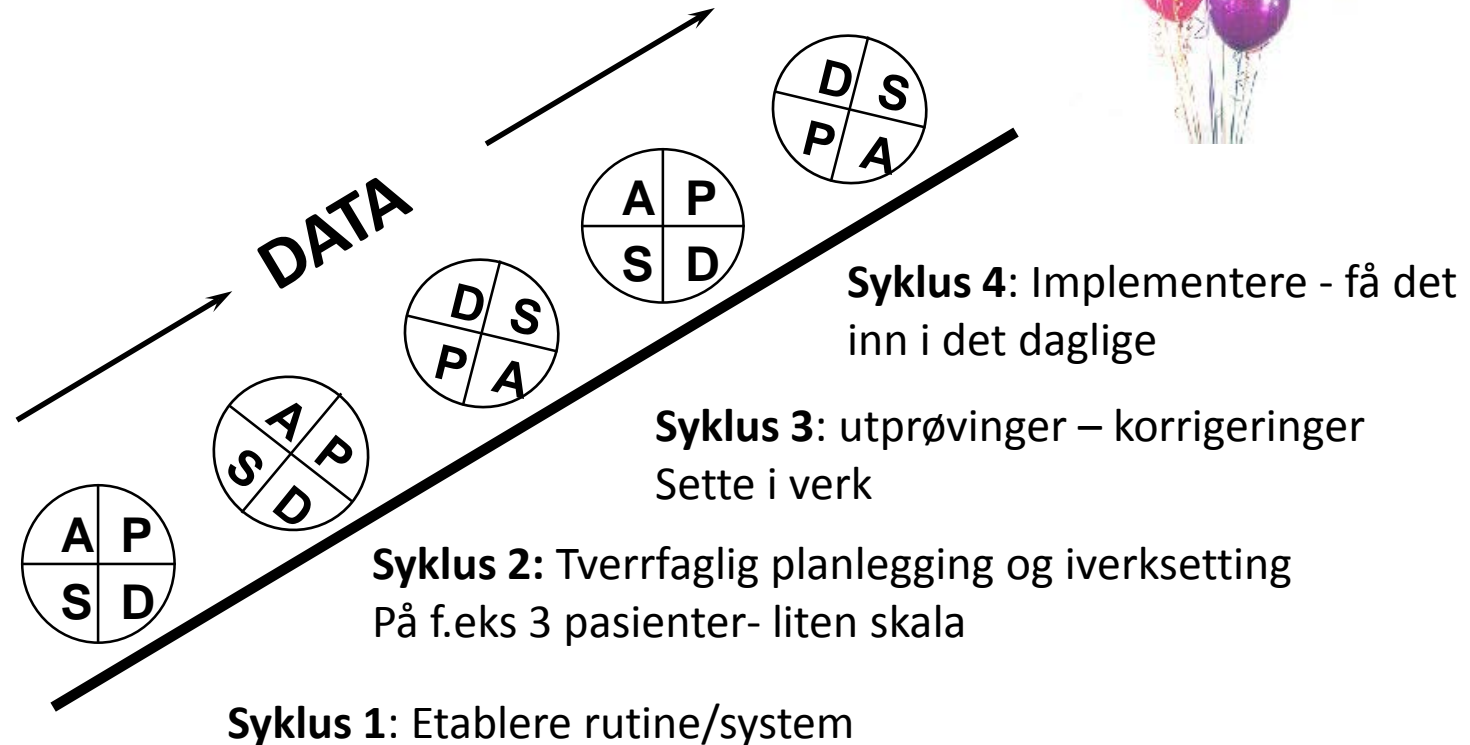 D S
P A
A P
S D
DATA
D S
P A
A P
S D
A P
S D
Syklus 4: Implementere - få det
inn i det daglige
Syklus 3: utprøvinger – korrigeringer
Sette i verk
Syklus 2: Tverrfaglig planlegging og iverksetting
På f.eks 3 pasienter- liten skala
Syklus 1: Etablere rutine/system